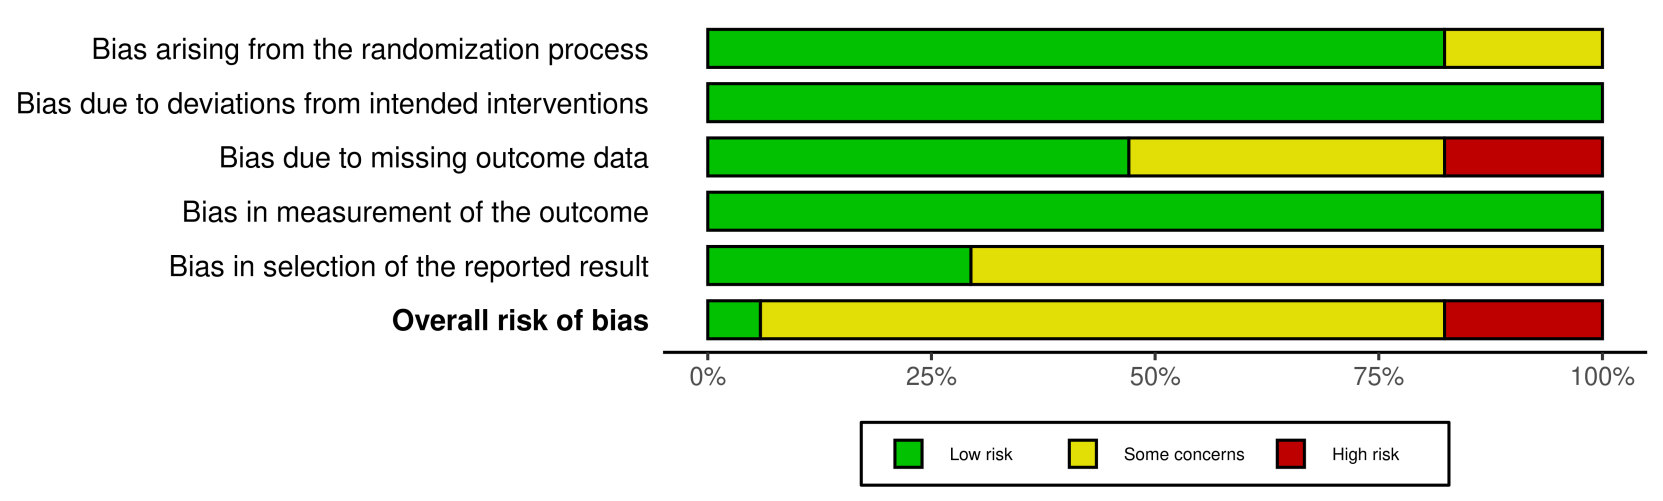 Bias arising from the randomization process
Bias due to deviations from intended interventions
Bias due to missing outcome data
Bias in measurement of the outcome
Bias in selection of the reported result
Overall risk of bias
0% 25% 50% 75% 100%
Low risk Some concerns High risk